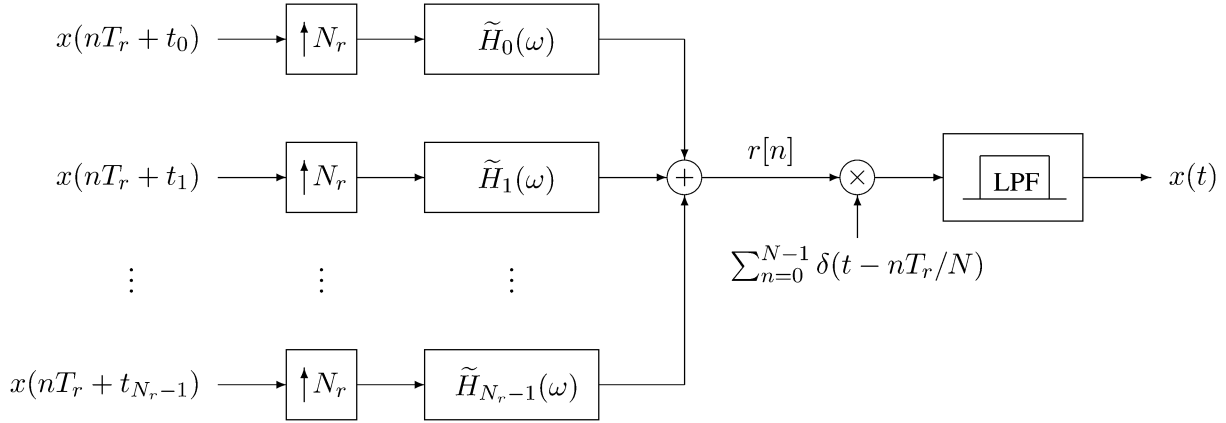 x(nT_r + t_0) ↑N_r H̃_0(ω)
r[n]
x(nT_r + t_1) ↑N_r H̃_1(ω) + × LPF x(t)
∑_{n=0}^{N−1} δ(t − nT_r/N)
⋮ ⋮ ⋮
x(nT_r + t_{N_r−1}) ↑N_r H̃_{N_r−1}(ω)